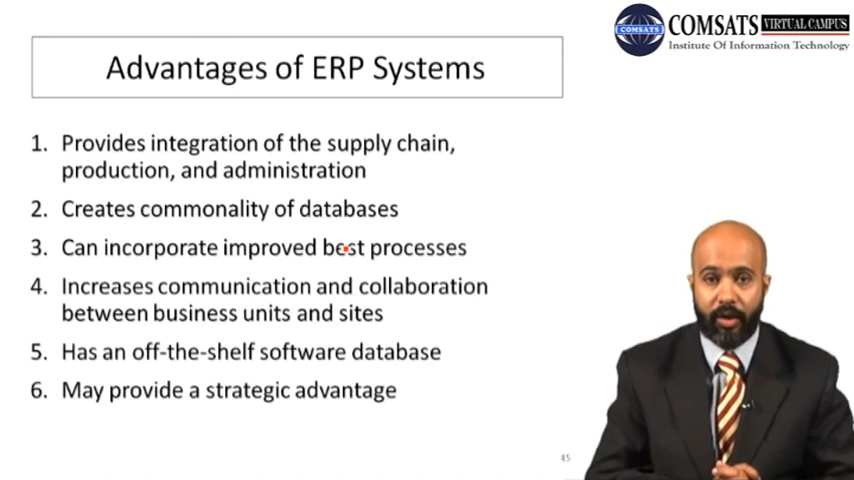 COMSATS VIRTUAL CAMPUS
COMSATS
Institute Of Information Technology
Advantages of ERP Systems
1. Provides integration of the supply chain,
production, and administration
2. Creates commonality of databases
3. Can incorporate improved best processes
4. Increases communication and collaboration
between business units and sites
5. Has an off-the-shelf software database
6. May provide a strategic advantage
45